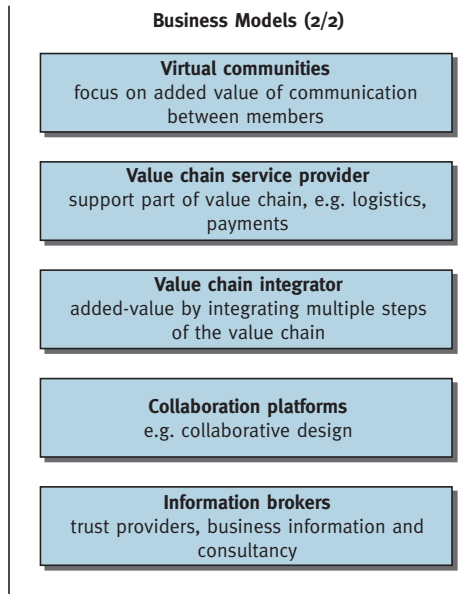 Business Models (2/2)
Virtual communities
focus on added value of communication
between members
Value chain service provider
support part of value chain, e.g. logistics,
payments
Value chain integrator
added-value by integrating multiple steps
of the value chain
Collaboration platforms
e.g. collaborative design
Information brokers
trust providers, business information and
consultancy